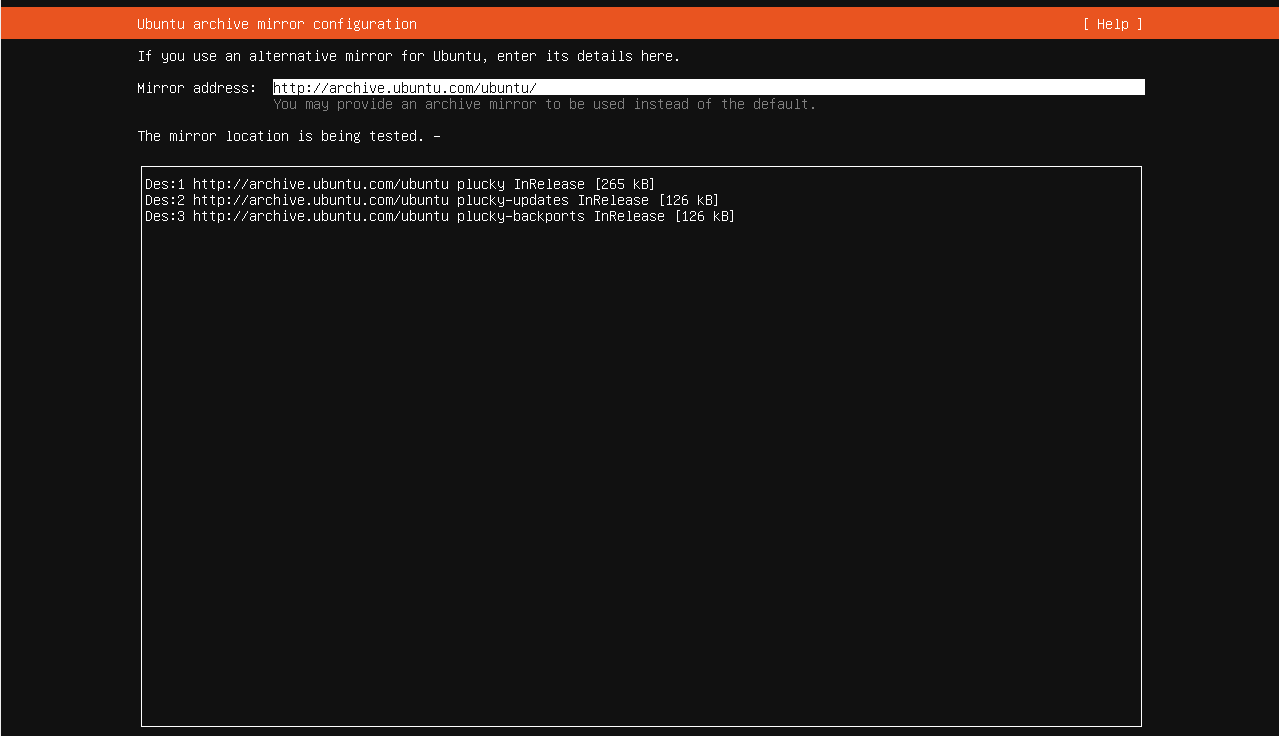 Ubuntu archive mirror configuration [ Help ]
If you use an alternative mirror for Ubuntu, enter its details here.
Mirror address: http://archive.ubuntu.com/ubuntu/
You may provide an archive mirror to be used instead of the default.
The mirror location is being tested. –
Des:1 http://archive.ubuntu.com/ubuntu plucky InRelease [265 kB]
Des:2 http://archive.ubuntu.com/ubuntu plucky-updates InRelease [126 kB]
Des:3 http://archive.ubuntu.com/ubuntu plucky-backports InRelease [126 kB]